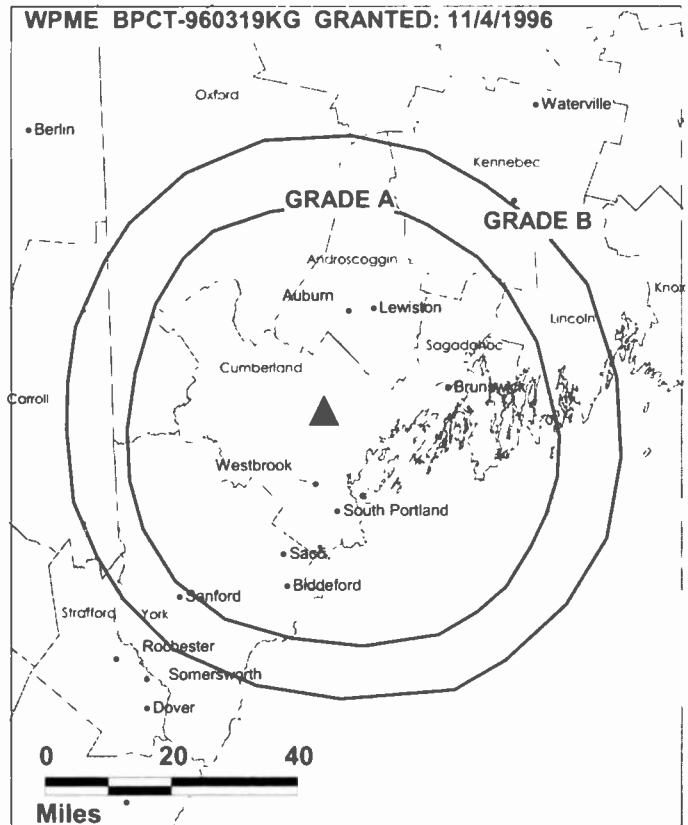 WPME BPCT-960319KG GRANTED: 11/4/1996
Oxford
Waterville
Berlin
Kennebec
GRADE A
GRADE B
Androscoggin
Auburn
Lewiston
Knox
Lincoln
Sagadahoc
Cumberland
Brunswick
Carroll
Westbrook
South Portland
Saco
Biddeford
Sanford
Strafford
York
Rochester
Somersworth
Dover
0 20 40
Miles